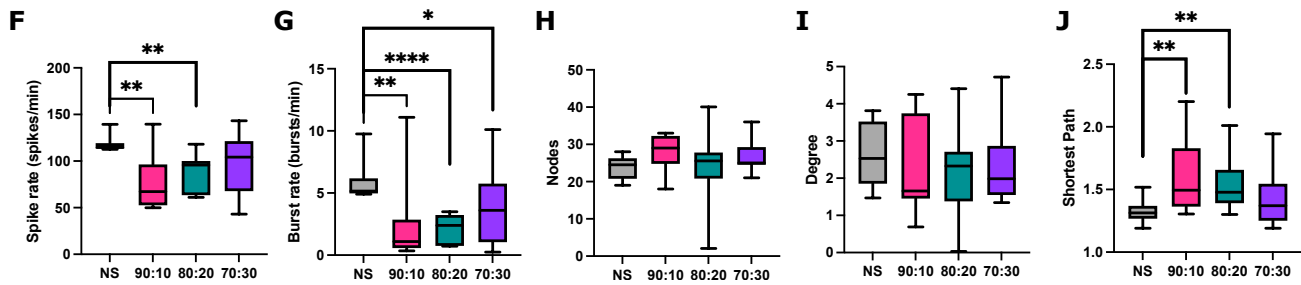 F
Spike rate (spikes/min)
200
150
100
50
0
**
**
NS 90:10 80:20 70:30
G
Burst rate (bursts/min)
15
10
5
0
*
****
**
NS 90:10 80:20 70:30
H
Nodes
50
40
30
20
10
0
NS 90:10 80:20 70:30
I
Degree
5
4
3
2
1
0
NS 90:10 80:20 70:30
J
Shortest Path
2.5
2.0
1.5
1.0
**
**
NS 90:10 80:20 70:30